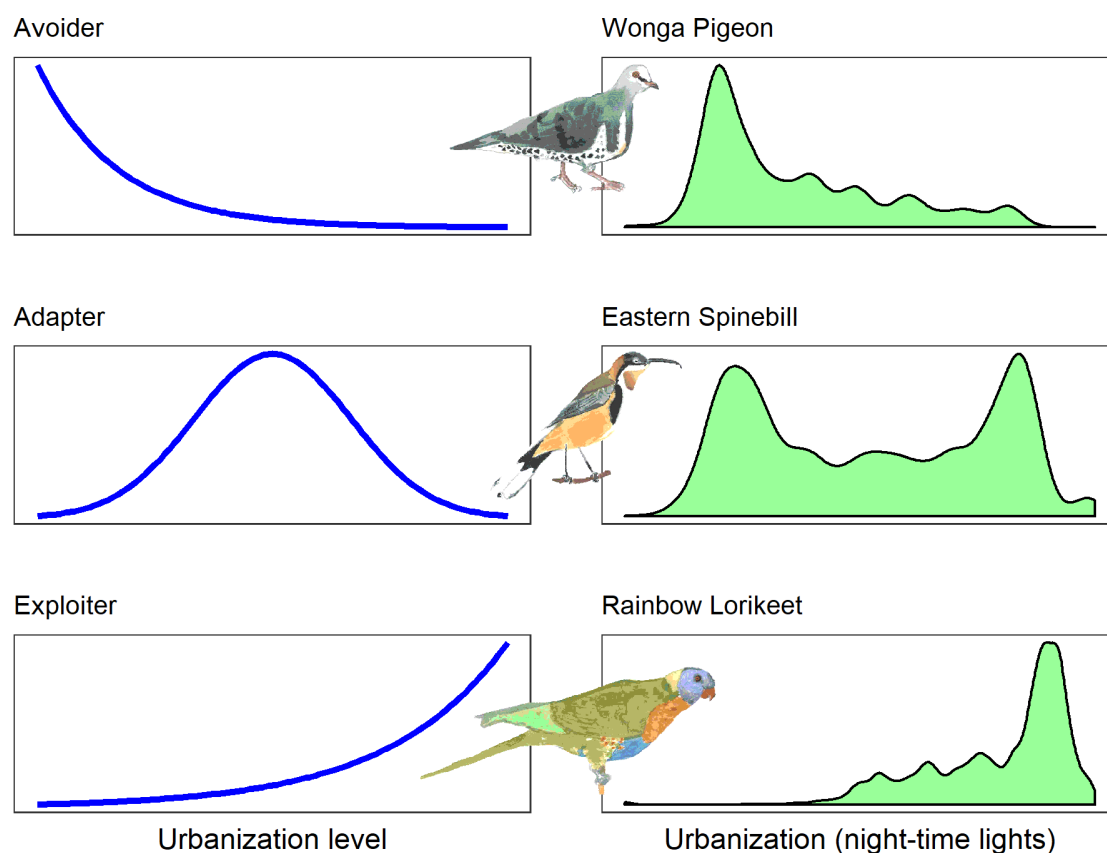 Avoider
Wonga Pigeon
Adapter
Eastern Spinebill
Exploiter
Rainbow Lorikeet
Urbanization level
Urbanization (night-time lights)